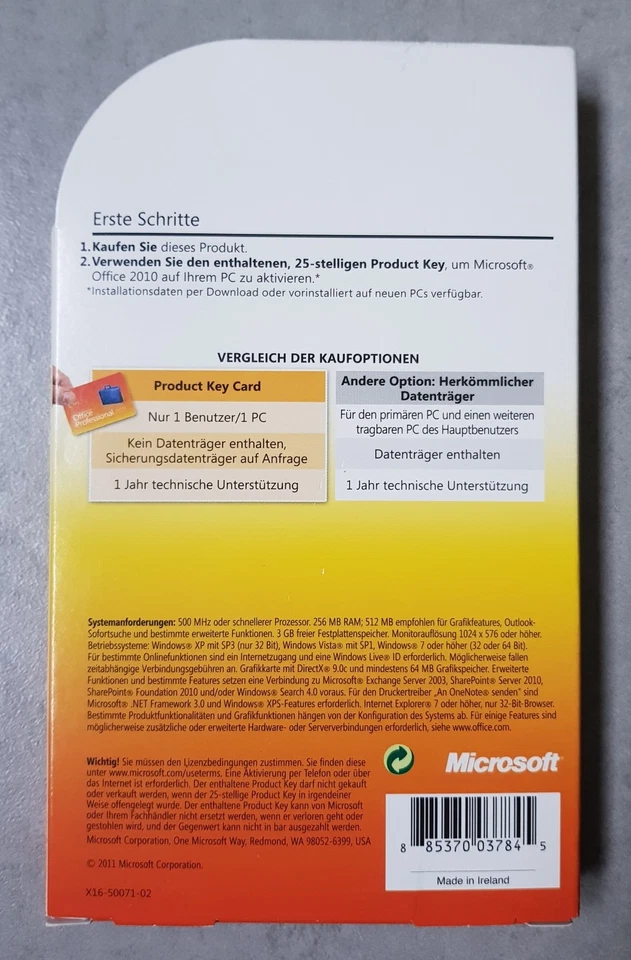 Erste Schritte
1. Kaufen Sie dieses Produkt.
2. Verwenden Sie den enthaltenen, 25-stelligen Product Key, um Microsoft®
Office 2010 auf Ihrem PC zu aktivieren.*
*Installationsdaten per Download oder vorinstalliert auf neuen PCs verfügbar.
VERGLEICH DER KAUFOPTIONEN
Office
Professional
Product Key Card
Nur 1 Benutzer/1 PC
Kein Datenträger enthalten,
Sicherungsdatenträger auf Anfrage
1 Jahr technische Unterstützung
Andere Option: Herkömmlicher
Datenträger
Für den primären PC und einen weiteren
tragbaren PC des Hauptbenutzers
Datenträger enthalten
1 Jahr technische Unterstützung
Systemanforderungen: 500 MHz oder schnellerer Prozessor. 256 MB RAM; 512 MB empfohlen für Grafikfeatures, Outlook-
Sofortsuche und bestimmte erweiterte Funktionen. 3 GB freier Festplattenspeicher. Monitorauflösung 1024 x 576 oder höher.
Betriebssysteme: Windows® XP mit SP3 (nur 32 Bit), Windows Vista® mit SP1, Windows® 7 oder höher (32 oder 64 Bit).
Für bestimmte Onlinefunktionen sind ein Internetzugang und eine Windows Live® ID erforderlich. Möglicherweise fallen
zeitabhängige Verbindungsgebühren an. Grafikkarte mit DirectX® 9.0c und mindestens 64 MB Grafikspeicher. Erweiterte
Funktionen und bestimmte Features setzen eine Verbindung zu Microsoft® Exchange Server 2003, SharePoint® Server 2010,
SharePoint® Foundation 2010 und/oder Windows® Search 4.0 voraus. Für den Druckertreiber „An OneNote® senden“ sind
Microsoft® .NET Framework 3.0 und Windows® XPS-Features erforderlich. Internet Explorer® 7 oder höher, nur 32-Bit-Browser.
Bestimmte Produktfunktionalitäten und Grafikfunktionen hängen von der Konfiguration des Systems ab. Für einige Features sind
möglicherweise zusätzliche oder erweiterte Hardware- oder Serververbindungen erforderlich, siehe www.office.com.
Wichtig! Sie müssen den Lizenzbedingungen zustimmen. Sie finden diese
unter www.microsoft.com/useterms. Eine Aktivierung per Telefon oder über
das Internet ist erforderlich. Der enthaltene Product Key darf nicht gekauft
oder verkauft werden, wenn der 25-stellige Product Key in irgendeiner
Weise offengelegt wurde. Der enthaltene Product Key kann von Microsoft
oder Ihrem Fachhändler nicht ersetzt werden, wenn er verloren geht oder
gestohlen wird, und der Gegenwert kann nicht in bar ausgezahlt werden.
Microsoft Corporation. One Microsoft Way, Redmond, WA 98052-6399, USA
© 2011 Microsoft Corporation.
X16-50071-02
Microsoft®
8 85370 03784 5
Made in Ireland